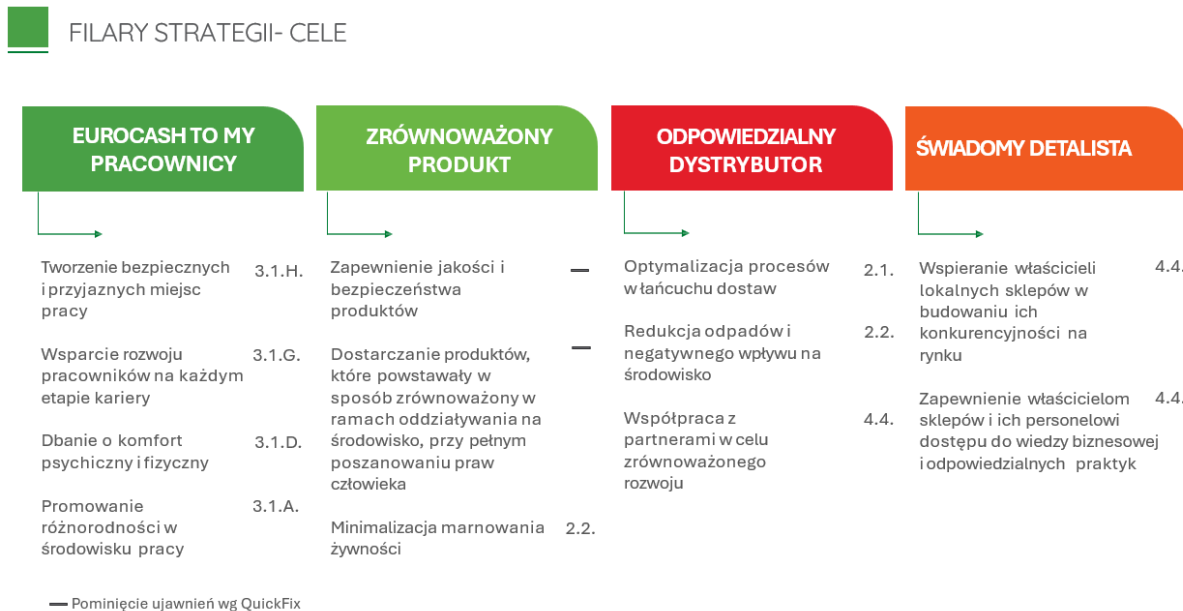 FILARY STRATEGII- CELE
EUROCASH TO MY
PRACOWNICY
Tworzenie bezpiecznych 3.1.H.
i przyjaznych miejsc
pracy
Wsparcie rozwoju 3.1.G.
pracowników na każdym
etapie kariery
Dbanie o komfort 3.1.D.
psychiczny i fizyczny
Promowanie 3.1.A.
różnorodności w
środowisku pracy
ZRÓWNOWAŻONY
PRODUKT
Zapewnienie jakości i —
bezpieczeństwa
produktów
Dostarczanie produktów, —
które powstawały w
sposób zrównoważony w
ramach oddziaływania na
środowisko, przy pełnym
poszanowaniu praw
człowieka
Minimalizacja marnowania 2.2.
żywności
ODPOWIEDZIALNY
DYSTRYBUTOR
Optymalizacja procesów 2.1.
w łańcuchu dostaw
Redukcja odpadów i 2.2.
negatywnego wpływu na
środowisko
Współpraca z 4.4.
partnerami w celu
zrównoważonego
rozwoju
ŚWIADOMY DETALISTA
Wspieranie właścicieli 4.4.
lokalnych sklepów w
budowaniu ich
konkurencyjności na
rynku
Zapewnienie właścicielom 4.4.
sklepów i ich personelowi
dostępu do wiedzy biznesowej
i odpowiedzialnych praktyk
— Pominięcie ujawnień wg QuickFix